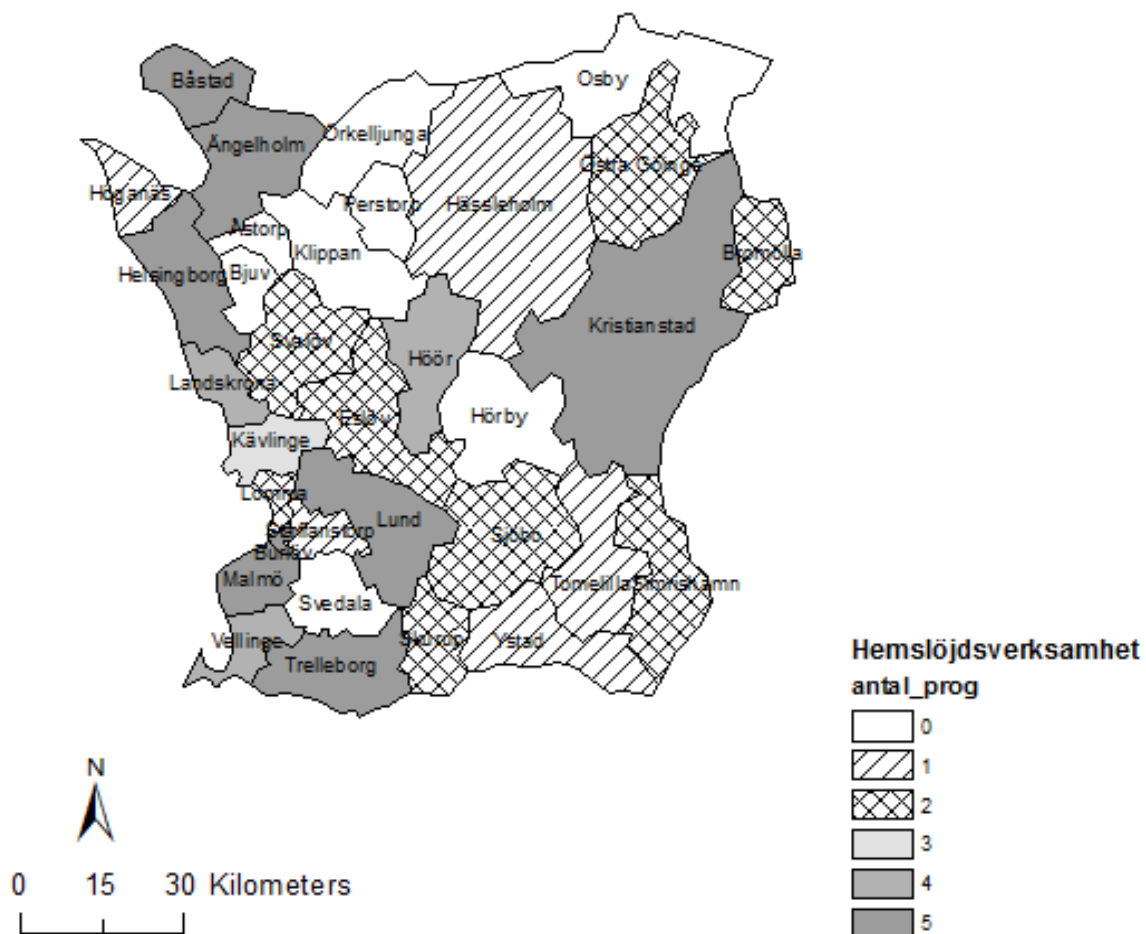 Osby
Båstad
Örkelljunga
Ängelholm
Östra Göinge
Höganäs
Perstorp
Hässleholm
Åstorp
Klippan
Bromölla
Helsingborg
Bjuv
Kristianstad
Svalöv
Höör
Landskrona
Eslöv
Hörby
Kävlinge
Lomma
Lund
Staffanstorp
Sjöbo
Burlöv
Malmö
Tomelilla
Simrishamn
Svedala
Vellinge
Skurup
Ystad
Trelleborg
Hemslöjdsverksamhet
antal_prog
0
1
2
3
4
5
N
0 15 30 Kilometers